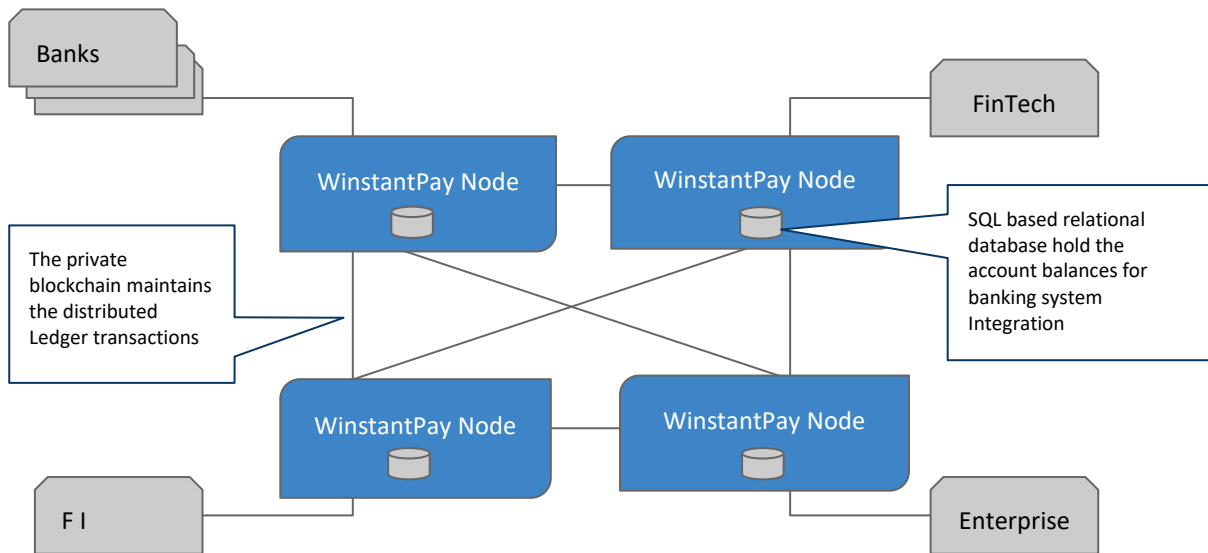 Banks
FinTech
WinstantPay Node
WinstantPay Node
The private
blockchain maintains
the distributed
Ledger transactions
SQL based relational
database hold the
account balances for
banking system
Integration
WinstantPay Node
WinstantPay Node
F I
Enterprise